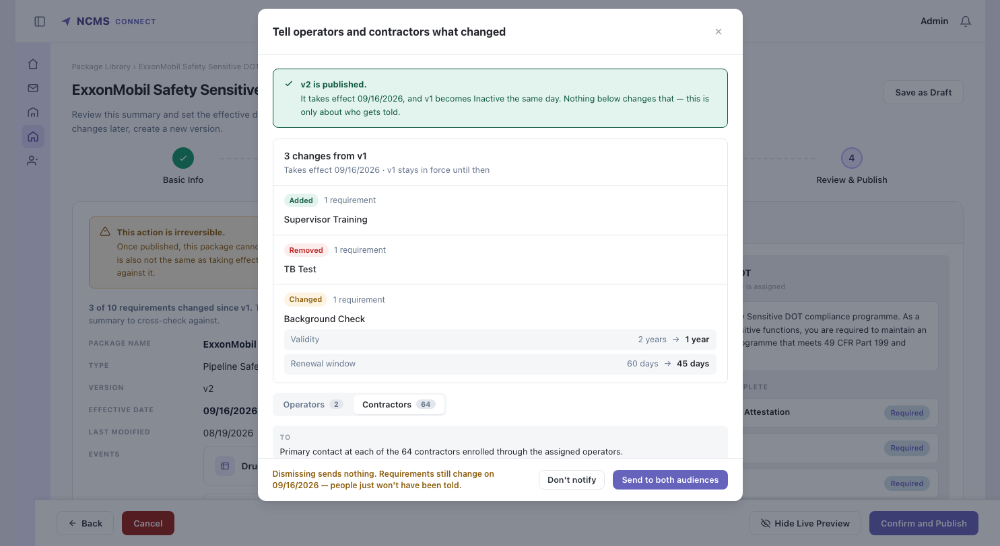 NCMS CONNECT
Admin
Package Library › ExxonMobil Safety Sensitive DOT
ExxonMobil Safety Sensitive
Review this summary and set the effective d
changes later, create a new version.
Save as Draft
Basic Info
4
Review & Publish
This action is irreversible.
Once published, this package canno
is also not the same as taking effect
against it.
3 of 10 requirements changed since v1. T
summary to cross-check against.
PACKAGE NAME
ExxonMobil
TYPE
Pipeline Safe
VERSION
v2
EFFECTIVE DATE
09/16/2026
LAST MODIFIED
08/19/2026
EVENTS
Dru
Tell operators and contractors what changed
v2 is published.
It takes effect 09/16/2026, and v1 becomes Inactive the same day. Nothing below changes that — this is
only about who gets told.
3 changes from v1
Takes effect 09/16/2026 · v1 stays in force until then
Added 1 requirement
Supervisor Training
Removed 1 requirement
TB Test
Changed 1 requirement
Background Check
Validity 2 years → 1 year
Renewal window 60 days → 45 days
Operators 2 Contractors 64
TO
Primary contact at each of the 64 contractors enrolled through the assigned operators.
Dismissing sends nothing. Requirements still change on
09/16/2026 — people just won't have been told.
Don't notify
Send to both audiences
OT
is assigned
y Sensitive DOT compliance programme. As a
sitive functions, you are required to maintain an
ogramme that meets 49 CFR Part 199 and
PLETE
Attestation
Required
Required
Required
← Back
Cancel
Hide Live Preview
Confirm and Publish